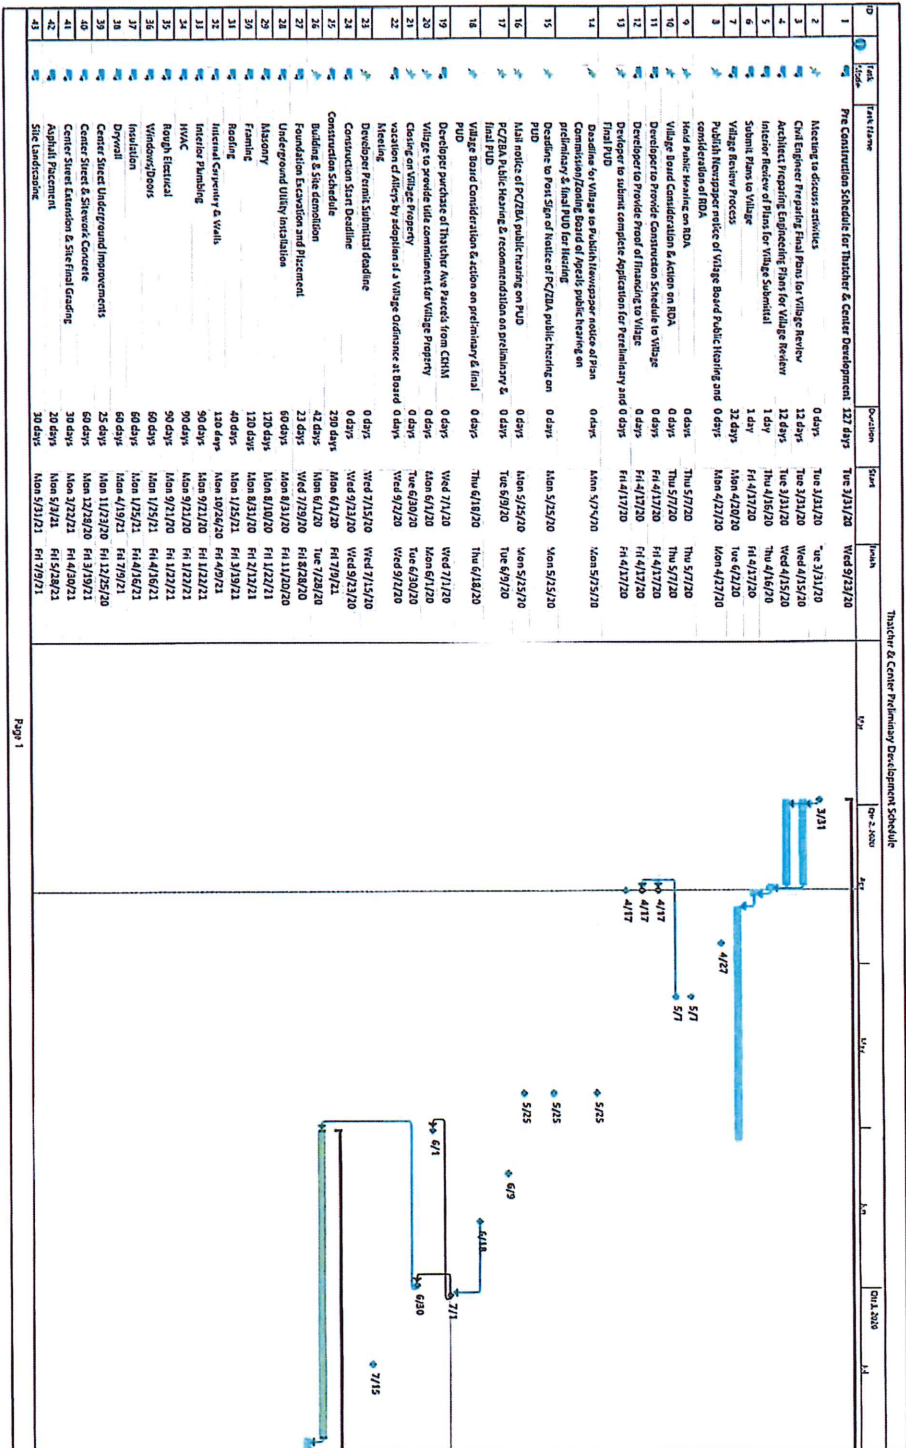 Thatcher & Center Preliminary Development Schedule
ID Task Mode Task Name Duration Start Finish
1 Pre Construction Schedule for Thatcher & Center Development 127 days Tue 3/31/20 Wed 9/23/20
2 Meeting to discuss activities 0 days Tue 3/31/20 Tue 3/31/20
3 Civil Engineer Preparing Final Plans for Village Review 12 days Tue 3/31/20 Wed 4/15/20
4 Architect Preparing Engineering Plans for Village Review 12 days Tue 3/31/20 Wed 4/15/20
5 Interior Review of Plans for Village Submittal 1 day Thu 4/16/20 Thu 4/16/20
6 Submit Plans to Village 1 day Fri 4/17/20 Fri 4/17/20
7 Village Review Process 32 days Mon 4/20/20 Tue 6/2/20
8 Publish Newspaper notice of Village Board Public Hearing and 0 days Mon 4/27/20 Mon 4/27/20
consideration of RDA
9 Hold Public Hearing on RDA 0 days Thu 5/7/20 Thu 5/7/20
10 Village Board Consideration & Action on RDA 0 days Thu 5/7/20 Thu 5/7/20
11 Developer to Provide Construction Schedule to Village 0 days Fri 4/17/20 Fri 4/17/20
12 Developer to Provide Proof of Financing to Village 0 days Fri 4/17/20 Fri 4/17/20
13 Developer to submit complete Application for Pereliminary and 0 days Fri 4/17/20 Fri 4/17/20
Final PUD
14 Deadline for Village to Publish Newspaper notice of Plan 0 days Mon 5/25/20 Mon 5/25/20
Commission/Zoning Board of Apeals public hearing on
preliminary & final PUD for Hearing
15 Deadline to Post Sign of Notice of PC/ZBA public hearing on 0 days Mon 5/25/20 Mon 5/25/20
PUD
16 Mail notice of PC/ZBA public hearing on PUD 0 days Mon 5/25/20 Mon 5/25/20
17 PC/ZBA Public Hearing & recommendation on preliminary & 0 days Tue 6/9/20 Tue 6/9/20
final PUD
18 Village Board Consideration & action on preliminary & final 0 days Thu 6/18/20 Thu 6/18/20
PUD
19 Developer purchase of Thatcher Ave Parcels from CCHM 0 days Wed 7/1/20 Wed 7/1/20
20 Village to provide title commitment for Village Property 0 days Mon 6/1/20 Mon 6/1/20
21 Closing on Village Property 0 days Tue 6/30/20 Tue 6/30/20
22 vacation of Alleys by adoption of a Village Ordinance at Board 0 days Wed 9/2/20 Wed 9/2/20
Meeting
23 Developer Permit Submittal deadline 0 days Wed 7/15/20 Wed 7/15/20
24 Construction Start Deadline 0 days Wed 9/23/20 Wed 9/23/20
25 Construction Schedule 290 days Mon 6/1/20 Fri 7/9/21
26 Building & Site demolition 42 days Mon 6/1/20 Tue 7/28/20
27 Foundation Excavation and Placement 23 days Wed 7/29/20 Fri 8/28/20
28 Underground Utility Installation 60 days Mon 8/31/20 Fri 11/20/20
29 Masonry 120 days Mon 8/10/20 Fri 1/22/21
30 Framing 120 days Mon 8/31/20 Fri 2/12/21
31 Roofing 40 days Mon 1/25/21 Fri 3/19/21
32 Internal Carpentry & Walls 120 days Mon 10/26/20 Fri 4/9/21
33 Interior Plumbing 90 days Mon 9/21/20 Fri 1/22/21
34 HVAC 90 days Mon 9/21/20 Fri 1/22/21
35 Rough Electrical 90 days Mon 9/21/20 Fri 1/22/21
36 Windows/Doors 60 days Mon 1/25/21 Fri 4/16/21
37 Insulation 60 days Mon 1/25/21 Fri 4/16/21
38 Drywall 60 days Mon 4/19/21 Fri 7/9/21
39 Center Street Underground Improvements 25 days Mon 11/23/20 Fri 12/25/20
40 Center Street & Sitework Concrete 60 days Mon 12/28/20 Fri 3/19/21
41 Center Street Extension & Site Final Grading 30 days Mon 3/22/21 Fri 4/30/21
42 Asphalt Placement 20 days Mon 5/3/21 Fri 5/28/21
43 Site Landscaping 30 days Mon 5/31/21 Fri 7/9/21
Qtr 2, 2020
Qtr 3, 2020
Apr
May
Jun
Jul
3/31
4/27
5/7
5/7
4/17
4/17
4/17
5/25
5/25
5/25
6/9
6/18
7/1
6/1
6/30
7/15
Page 1